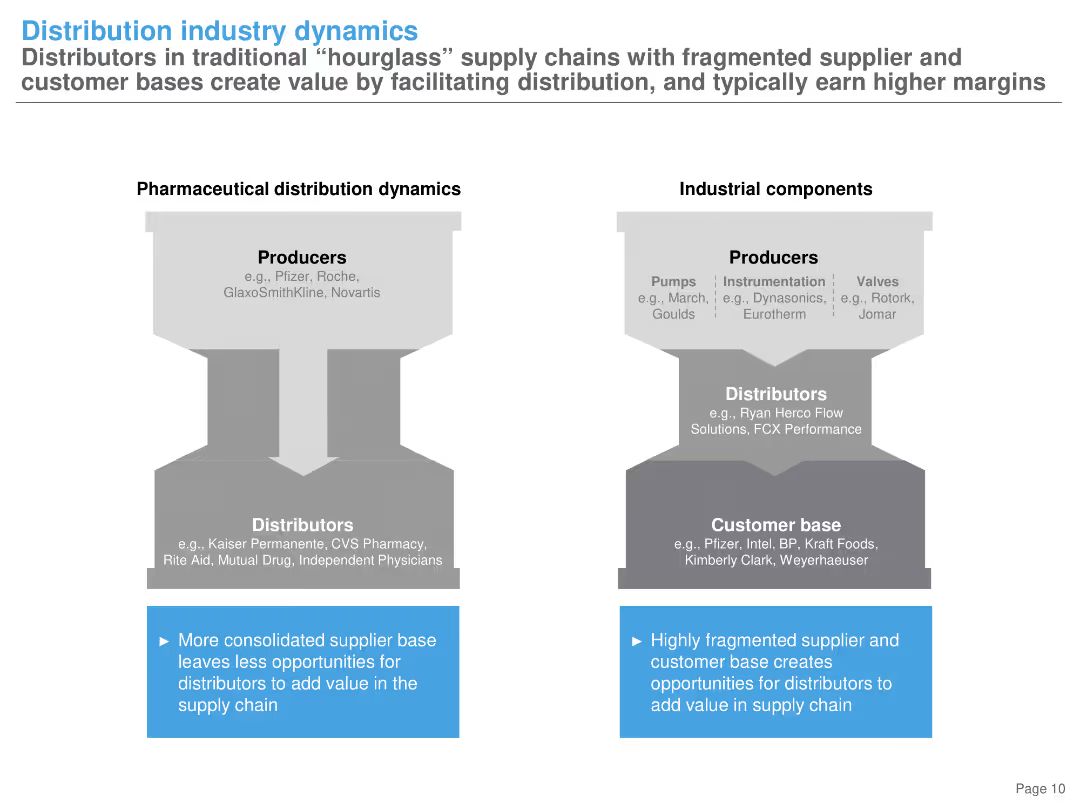 Distribution industry dynamics
Distributors in traditional “hourglass” supply chains with fragmented supplier and
customer bases create value by facilitating distribution, and typically earn higher margins
Pharmaceutical distribution dynamics
Producers
e.g., Pfizer, Roche,
GlaxoSmithKline, Novartis
Distributors
e.g., Kaiser Permanente, CVS Pharmacy,
Rite Aid, Mutual Drug, Independent Physicians
► More consolidated supplier base
leaves less opportunities for
distributors to add value in the
supply chain
Industrial components
Producers
Pumps
e.g., March,
Goulds
Instrumentation
e.g., Dynasonics,
Eurotherm
Valves
e.g., Rotork,
Jomar
Distributors
e.g., Ryan Herco Flow
Solutions, FCX Performance
Customer base
e.g., Pfizer, Intel, BP, Kraft Foods,
Kimberly Clark, Weyerhaeuser
► Highly fragmented supplier and
customer base creates
opportunities for distributors to
add value in supply chain
Page 10